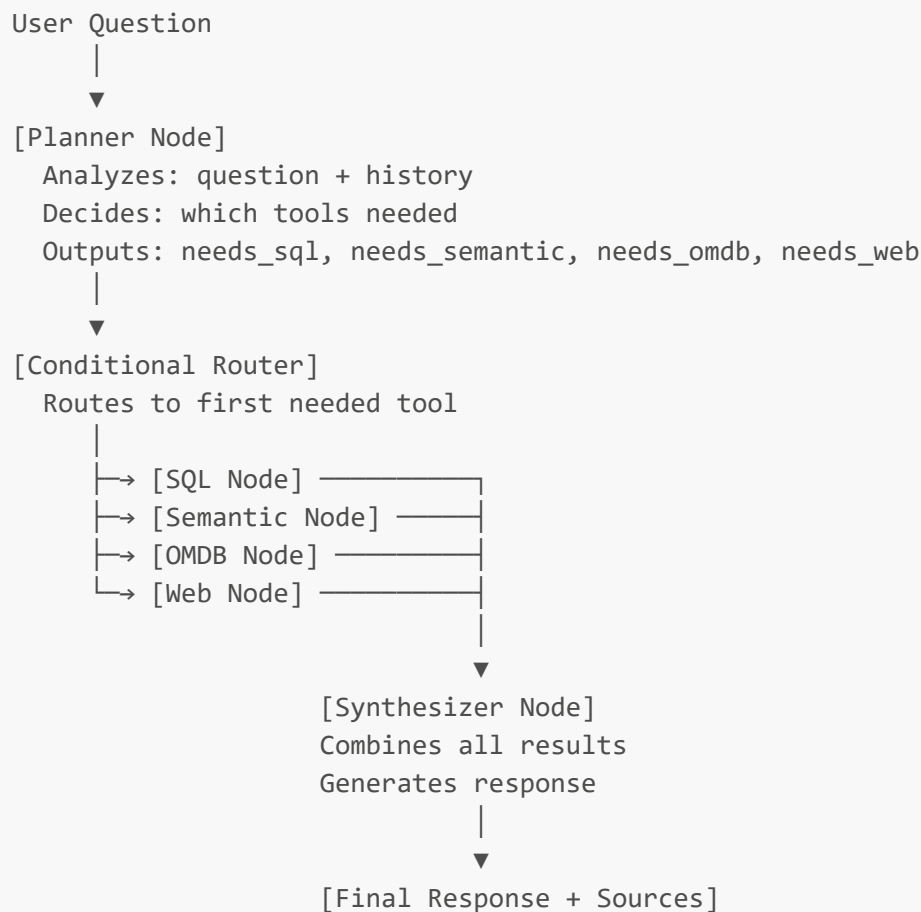 User Question
[Planner Node]
Analyzes: question + history
Decides: which tools needed
Outputs: needs_sql, needs_semantic, needs_omdb, needs_web
[Conditional Router]
Routes to first needed tool
[SQL Node]
[Semantic Node]
[OMDB Node]
[Web Node]
[Synthesizer Node]
Combines all results
Generates response
[Final Response + Sources]